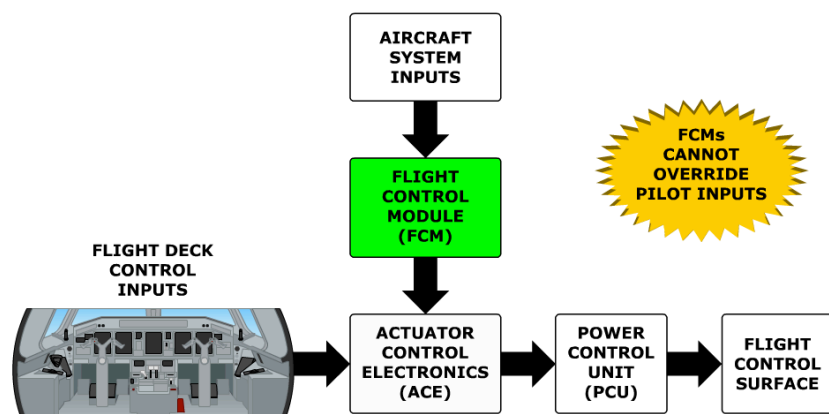 AIRCRAFT
SYSTEM
INPUTS
FCMs
CANNOT
OVERRIDE
PILOT INPUTS
FLIGHT
CONTROL
MODULE
(FCM)
FLIGHT DECK
CONTROL
INPUTS
ACTUATOR
CONTROL
ELECTRONICS
(ACE)
POWER
CONTROL
UNIT
(PCU)
FLIGHT
CONTROL
SURFACE